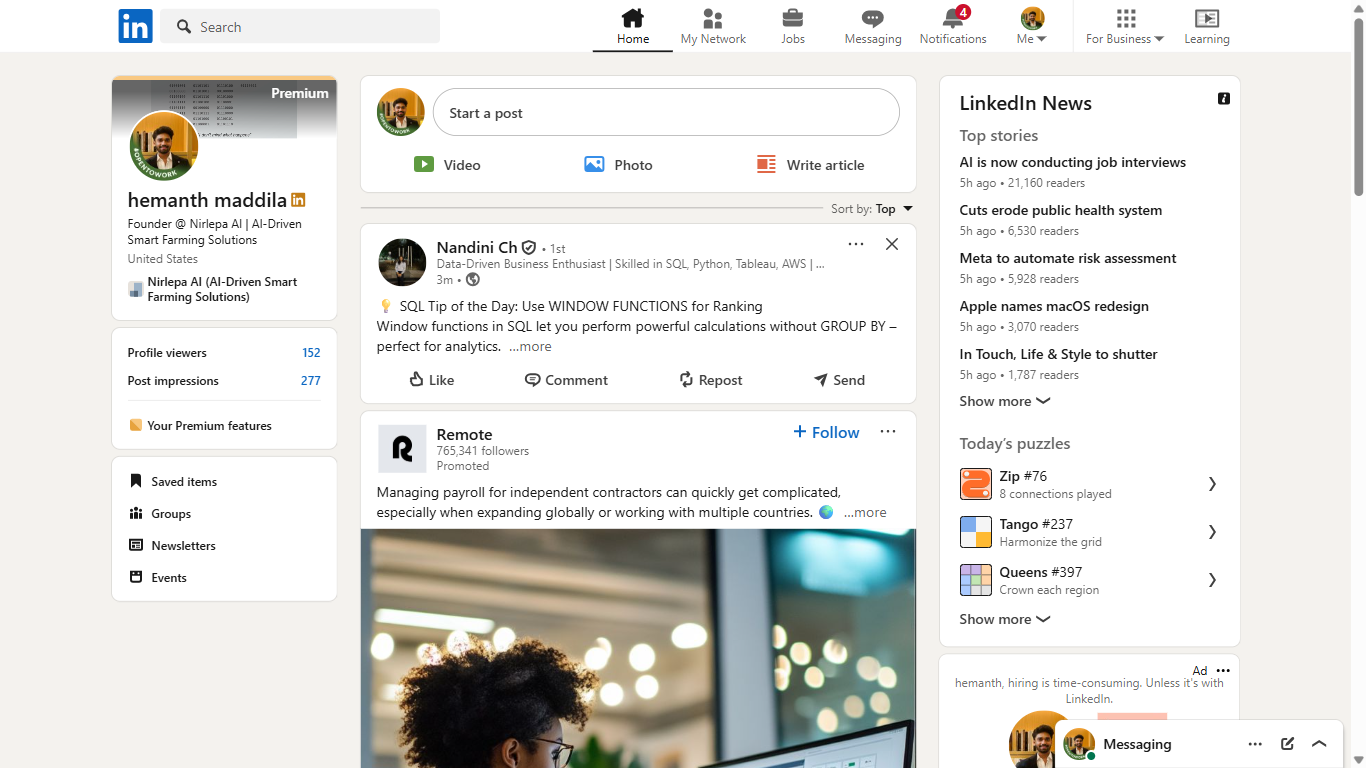 in
Search
Home
My Network
Jobs
Messaging
4
Notifications
Me
For Business
Learning
Premium
#OPENTOWORK
hemanth maddila
Founder @ Nirlepa AI | AI-Driven
Smart Farming Solutions
United States
Nirlepa AI (AI-Driven Smart
Farming Solutions)
Profile viewers 152
Post impressions 277
Your Premium features
Saved items
Groups
Newsletters
Events
Start a post
Video
Photo
Write article
Sort by: Top
Nandini Ch • 1st
Data-Driven Business Enthusiast | Skilled in SQL, Python, Tableau, AWS | ...
3m •
💡 SQL Tip of the Day: Use WINDOW FUNCTIONS for Ranking
Window functions in SQL let you perform powerful calculations without GROUP BY –
perfect for analytics. ...more
Like
Comment
Repost
Send
Remote
765,341 followers
Promoted
+ Follow
Managing payroll for independent contractors can quickly get complicated,
especially when expanding globally or working with multiple countries. 🌍 ...more
LinkedIn News
Top stories
AI is now conducting job interviews
5h ago • 21,160 readers
Cuts erode public health system
5h ago • 6,530 readers
Meta to automate risk assessment
5h ago • 5,928 readers
Apple names macOS redesign
5h ago • 3,070 readers
In Touch, Life & Style to shutter
5h ago • 1,787 readers
Show more
Today's puzzles
Zip #76
8 connections played
Tango #237
Harmonize the grid
Queens #397
Crown each region
Show more
Ad
hemanth, hiring is time-consuming. Unless it's with
LinkedIn.
Messaging